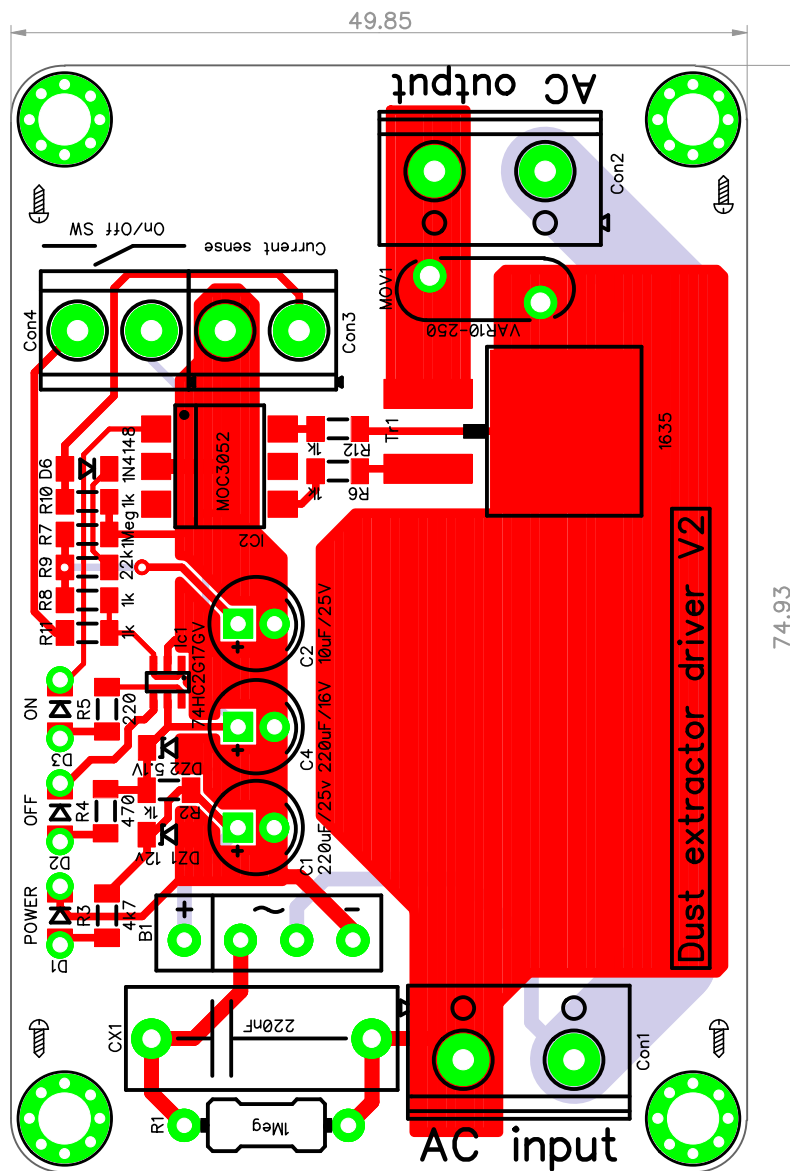 49.85
AC output
Con2
On/Off SW
Current sense
MOV1
VAR10-250
Con4
Con3
1635
Tr1
1k
R12
D6
1N4148
MOC3052
1k
R6
R10
1k
IC2
R7
1Meg
R9
22k
R8
1k
R11
1k
Ic1
74HC2G17GV
C2
10uF/25V
+
Dust extractor driver V2
74.93
ON
R5
220
D3
DZ2
5.1V
C4
220uF/16V
+
OFF
R4
470
1k
R2
D2
DZ1
12v
C1
220uF/25v
+
POWER
R3
4k7
D1
B1
+
~
-
CX1
220nF
Con1
R1
1Meg
AC input